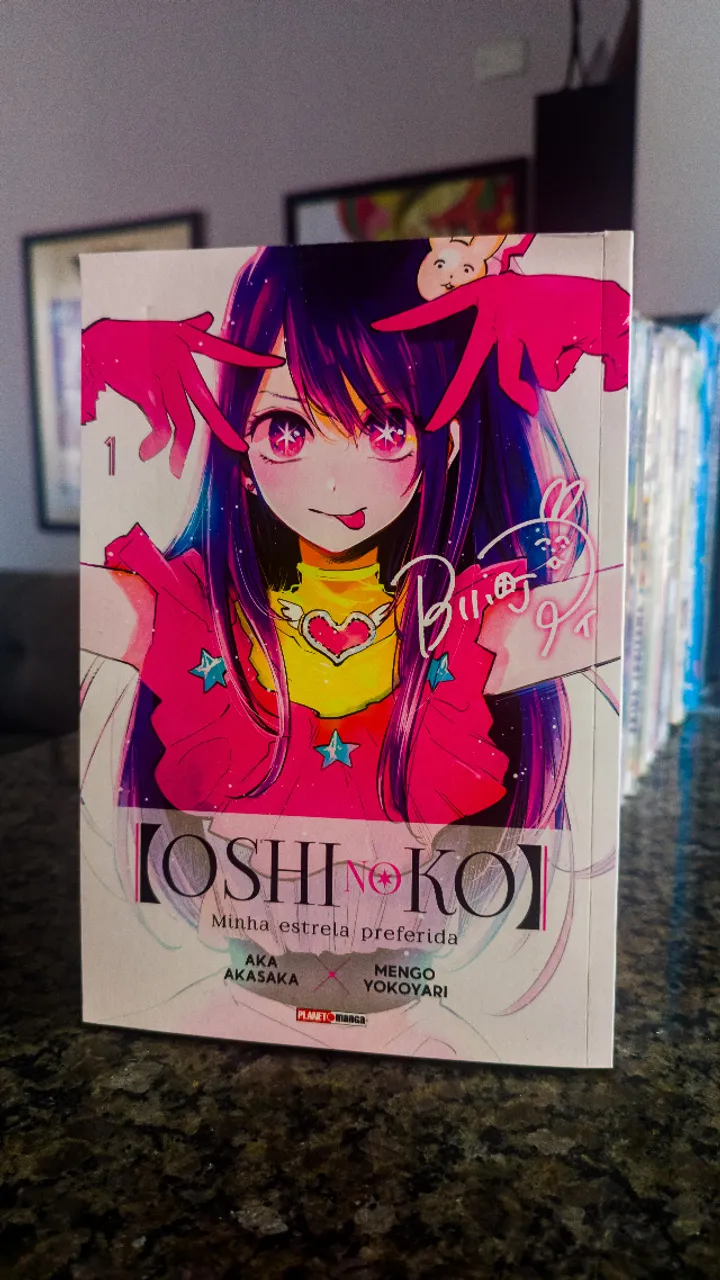 1
【OSHI NO KO】
Minha estrela preferida
AKA
AKASAKA
MENGO
YOKOYARI
PLANET manga